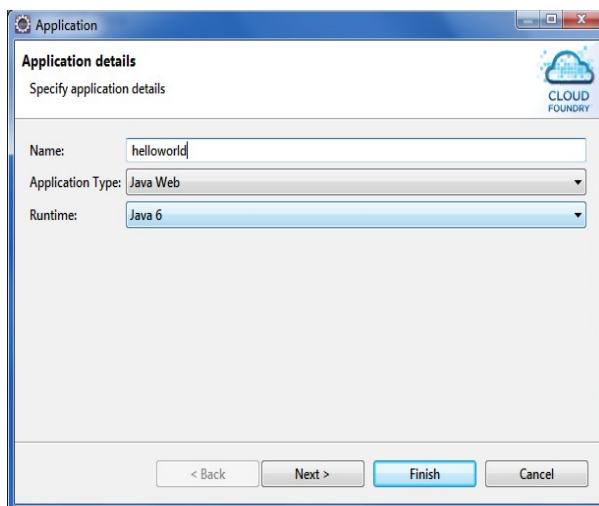 Application
Application details
Specify application details
CLOUD
FOUNDRY
Name: helloworld
Application Type: Java Web
Runtime: Java 6
< Back Next > Finish Cancel